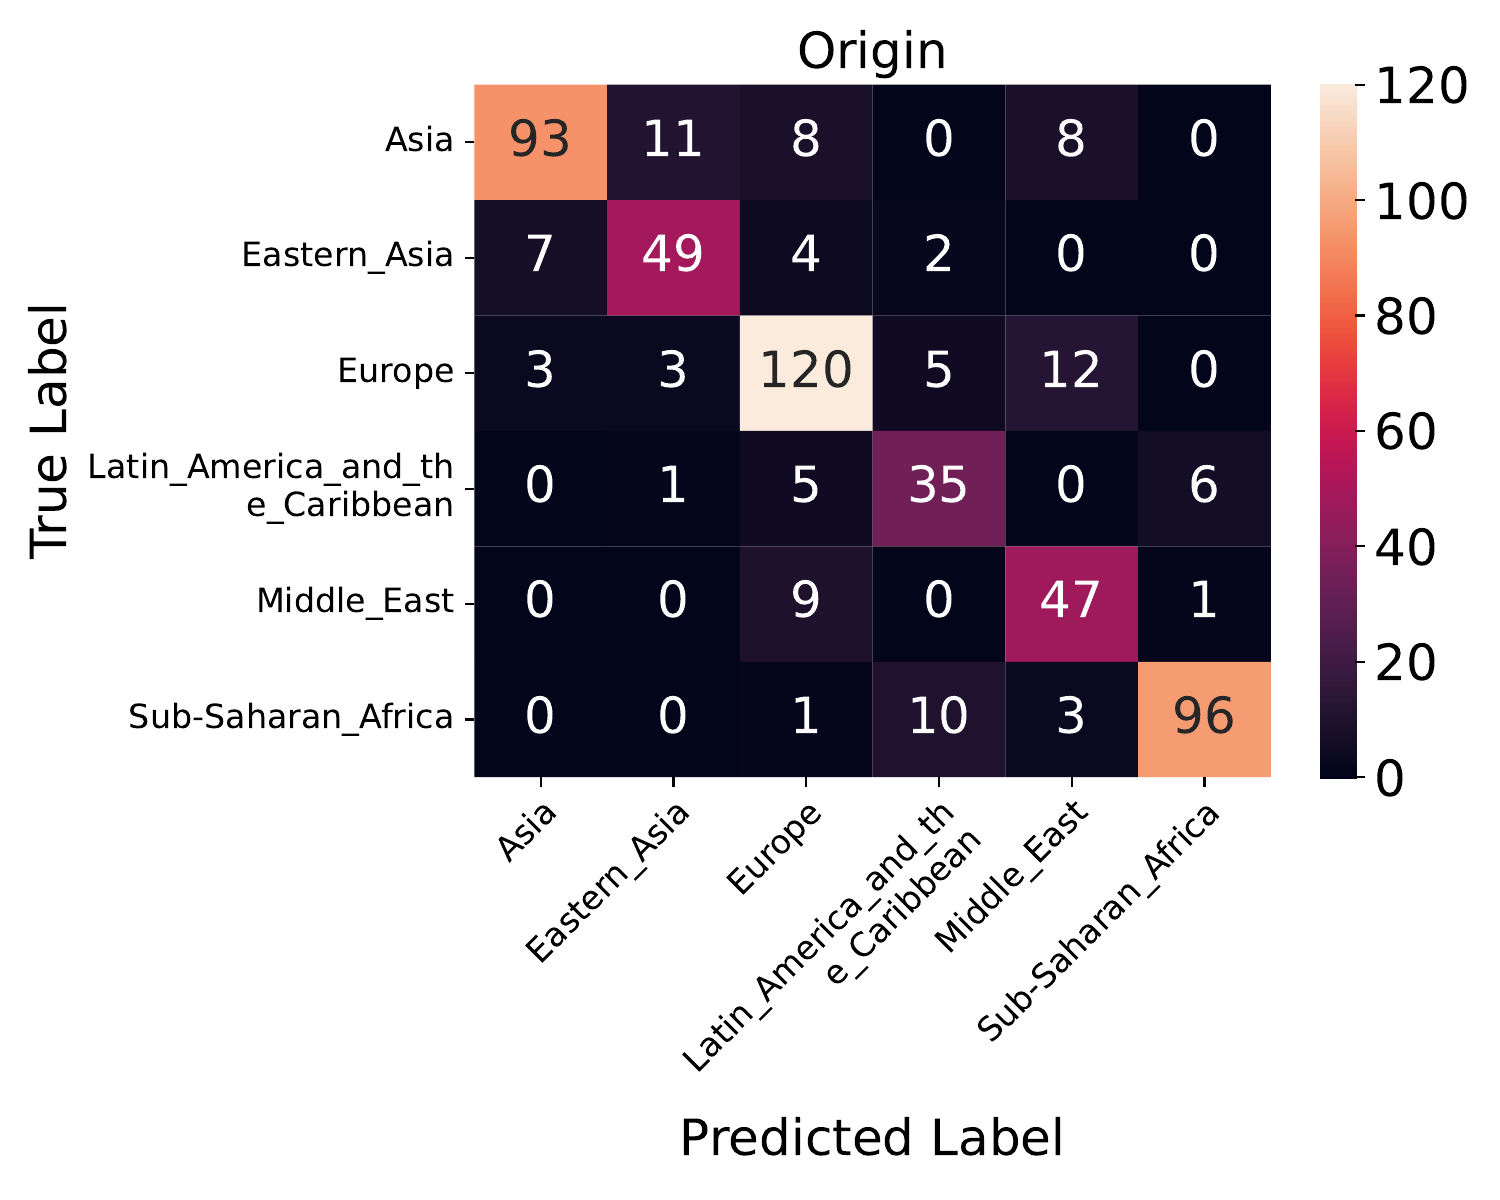 Origin
Asia
93 11 8 0 8 0
Eastern_Asia
7 49 4 2 0 0
Europe
3 3 120 5 12 0
Latin_America_and_th
e_Caribbean
0 1 5 35 0 6
Middle_East
0 0 9 0 47 1
Sub-Saharan_Africa
0 0 1 10 3 96
True Label
Asia
Eastern_Asia
Europe
Latin_America_and_th
e_Caribbean
Middle_East
Sub-Saharan_Africa
Predicted Label
120
100
80
60
40
20
0